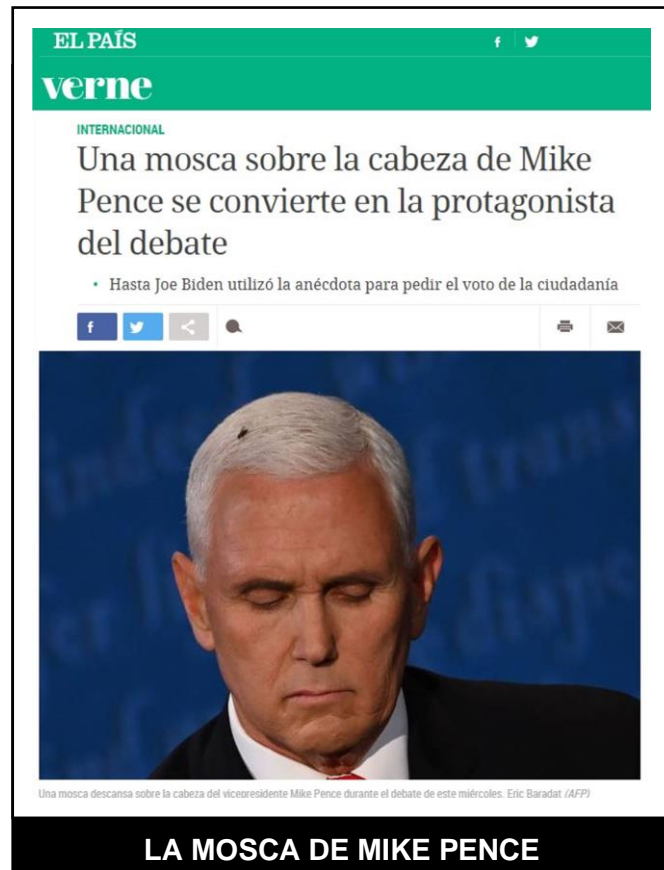 EL PAÍS
verne
INTERNACIONAL
Una mosca sobre la cabeza de Mike
Pence se convierte en la protagonista
del debate
• Hasta Joe Biden utilizó la anécdota para pedir el voto de la ciudadanía
Una mosca descansa sobre la cabeza del vicepresidente Mike Pence durante el debate de este miércoles. Eric Baradat (AFP)
LA MOSCA DE MIKE PENCE